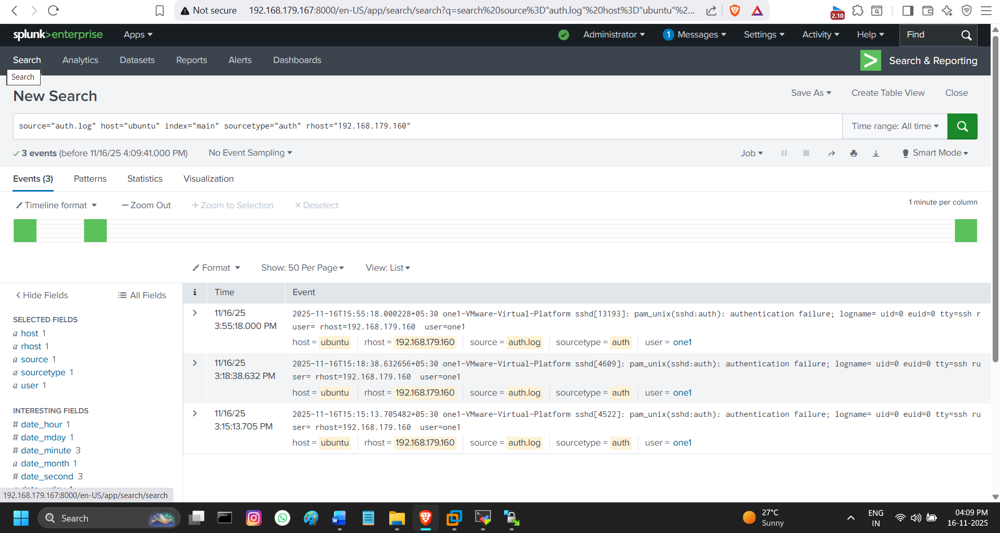 Not secure 192.168.179.167:8000/en-US/app/search/search?q=search%20source%3D"auth.log"%20host%3D"ubuntu"%2...
2.10
splunk>enterprise Apps Administrator 1 Messages Settings Activity Help Find
Search Analytics Datasets Reports Alerts Dashboards Search & Reporting
Search
New Search
Save As Create Table View Close
source="auth.log" host="ubuntu" index="main" sourcetype="auth" rhost="192.168.179.160"
Time range: All time
3 events (before 11/16/25 4:09:41.000 PM) No Event Sampling Job Smart Mode
Events (3) Patterns Statistics Visualization
Timeline format — Zoom Out + Zoom to Selection × Deselect
1 minute per column
Format Show: 50 Per Page View: List
< Hide Fields All Fields
SELECTED FIELDS
a host 1
a rhost 1
a source 1
a sourcetype 1
a user 1
INTERESTING FIELDS
# date_hour 1
# date_mday 1
# date_minute 3
a date_month 1
# date_second 3
i Time Event
11/16/25
3:55:18.000 PM
2025-11-16T15:55:18.000228+05:30 one1-VMware-Virtual-Platform sshd[13193]: pam_unix(sshd:auth): authentication failure; logname= uid=0 euid=0 tty=ssh r
user= rhost=192.168.179.160 user=one1
host = ubuntu rhost = 192.168.179.160 source = auth.log sourcetype = auth user = one1
11/16/25
3:18:38.632 PM
2025-11-16T15:18:38.632656+05:30 one1-VMware-Virtual-Platform sshd[4609]: pam_unix(sshd:auth): authentication failure; logname= uid=0 euid=0 tty=ssh ru
ser= rhost=192.168.179.160 user=one1
host = ubuntu rhost = 192.168.179.160 source = auth.log sourcetype = auth user = one1
11/16/25
3:15:13.705 PM
2025-11-16T15:15:13.705482+05:30 one1-VMware-Virtual-Platform sshd[4522]: pam_unix(sshd:auth): authentication failure; logname= uid=0 euid=0 tty=ssh ru
ser= rhost=192.168.179.160 user=one1
host = ubuntu rhost = 192.168.179.160 source = auth.log sourcetype = auth user = one1
192.168.179.167:8000/en-US/app/search/search
Search
27°C
Sunny
ENG
IN
04:09 PM
16-11-2025